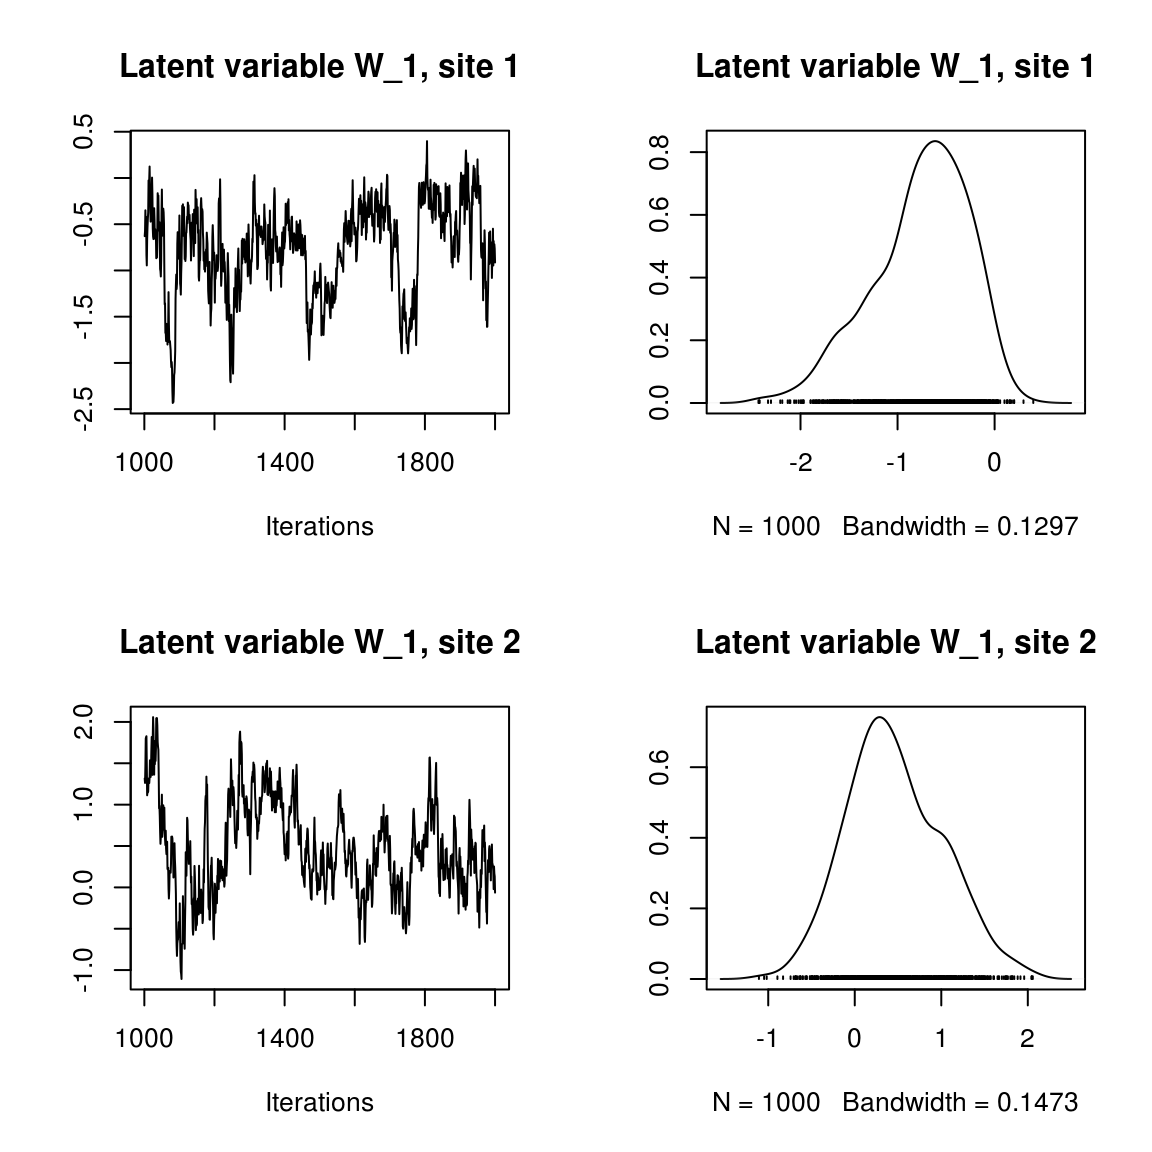 Latent variable W_1, site 1
0.5
-0.5
-1.5
-2.5
1000 1400 1800
Iterations
Latent variable W_1, site 1
0.8
0.6
0.4
0.2
0.0
-2 -1 0
N = 1000 Bandwidth = 0.1297
Latent variable W_1, site 2
2.0
1.0
0.0
-1.0
1000 1400 1800
Iterations
Latent variable W_1, site 2
0.6
0.4
0.2
0.0
-1 0 1 2
N = 1000 Bandwidth = 0.1473